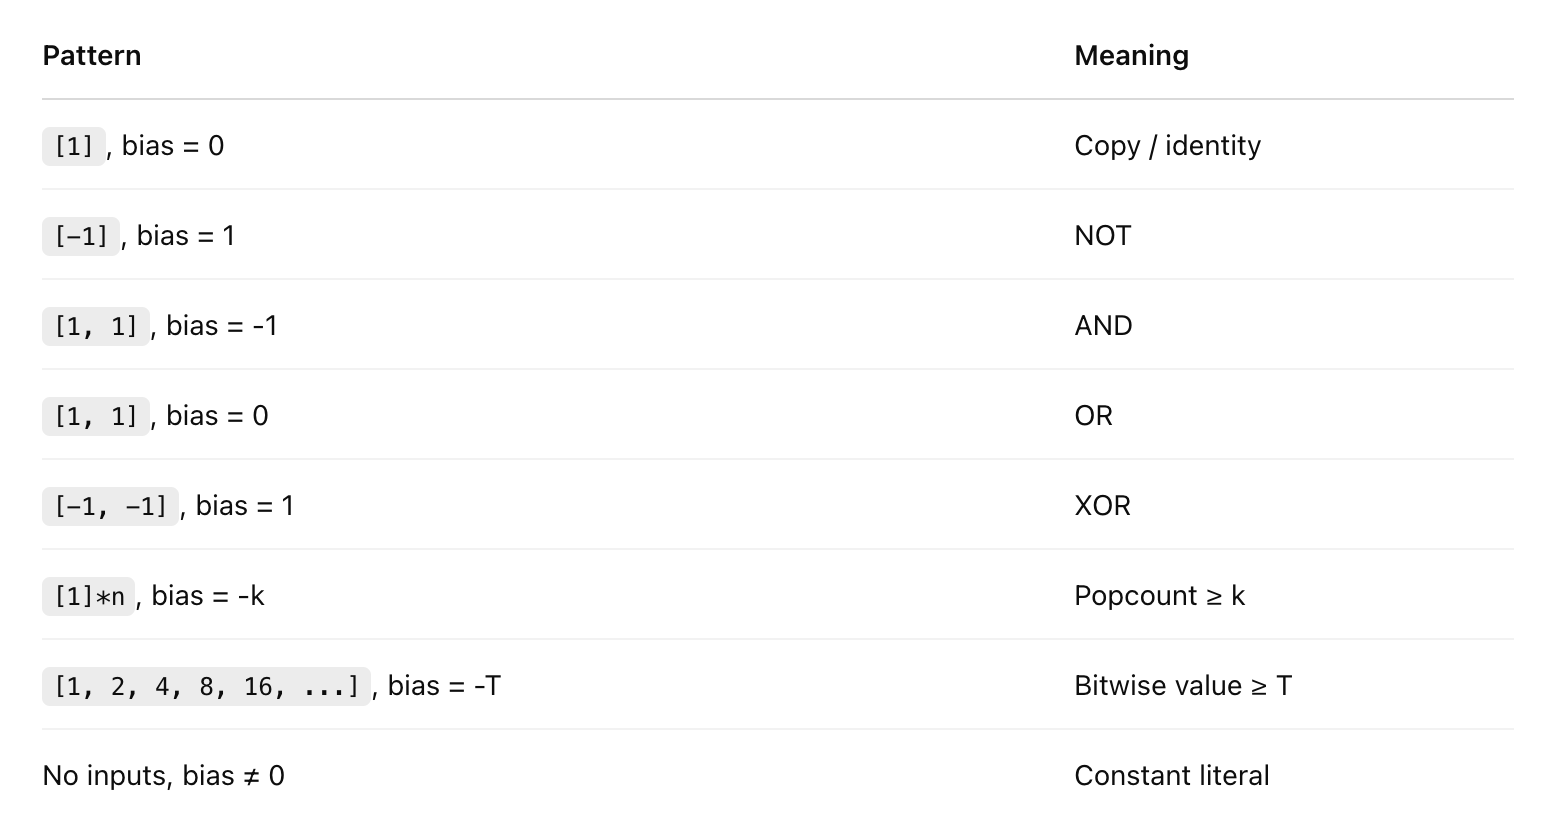 Pattern Meaning
[1], bias = 0 Copy / identity
[−1], bias = 1 NOT
[1, 1], bias = -1 AND
[1, 1], bias = 0 OR
[−1, −1], bias = 1 XOR
[1]*n, bias = -k Popcount ≥ k
[1, 2, 4, 8, 16, ...], bias = -T Bitwise value ≥ T
No inputs, bias ≠ 0 Constant literal